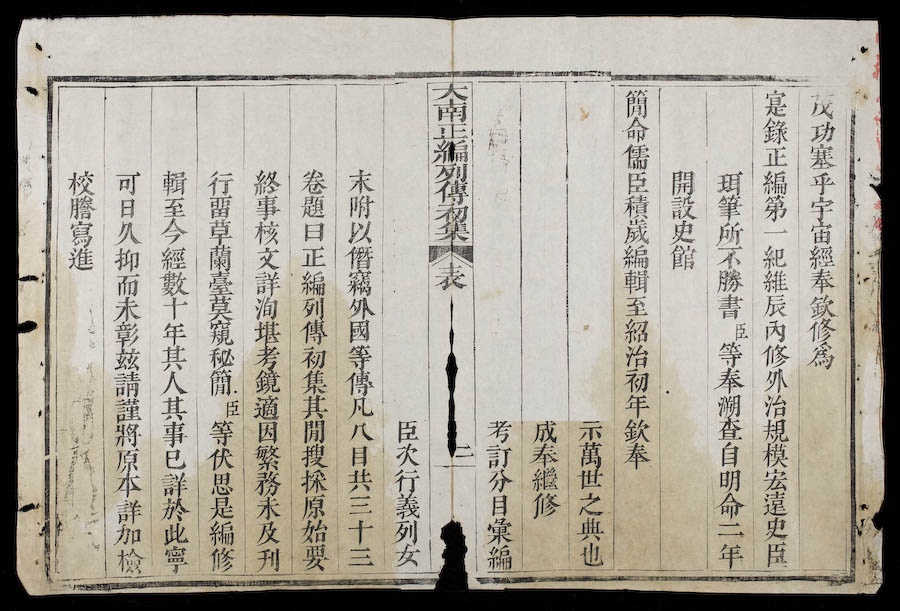 茂功塞乎宇宙經奉欽修爲
寔錄正編第一紀維辰內修外治規模宏遠史臣
珥筆所不勝書臣等奉溯查自明命二年
開設史館
簡命儒臣積歲編輯至紹治初年欽奉
示萬世之典也
成奉繼修
考訂分目彙編
大南正編列傳初集 表 二
臣次行義列女
末附以僭竊外國等傳凡八目共三十三
卷題曰正編列傳初集其閒搜採原始要
終事核文詳洵堪考鏡適因繁務未及刊
行畱草蘭臺莫窺秘簡臣等伏思是編修
輯至今經數十年其人其事已詳於此寧
可日久抑而未彰玆請謹將原本詳加檢
校謄寫進